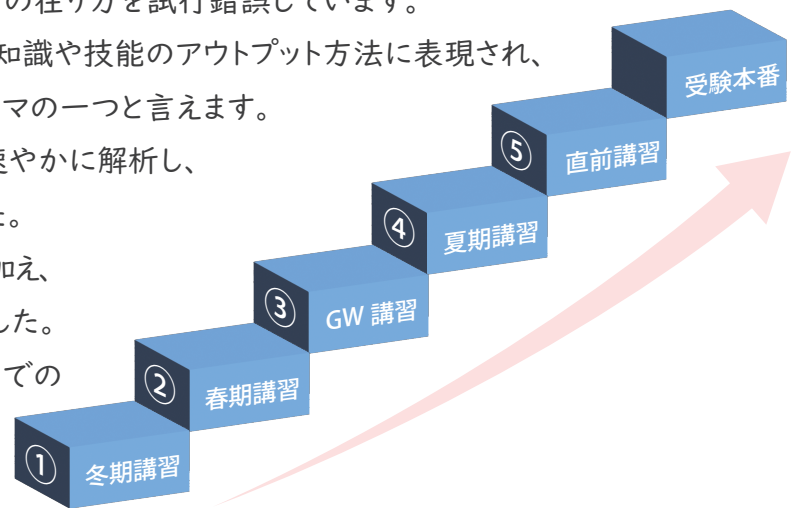 の在り方を試行錯誤しています。
知識や技能のアウトプット方法に表現され、
マの一つと言えます。
速やかに解析し、
た。
加え、
した。
での
① 冬期講習
② 春期講習
③ GW 講習
④ 夏期講習
⑤ 直前講習
受験本番